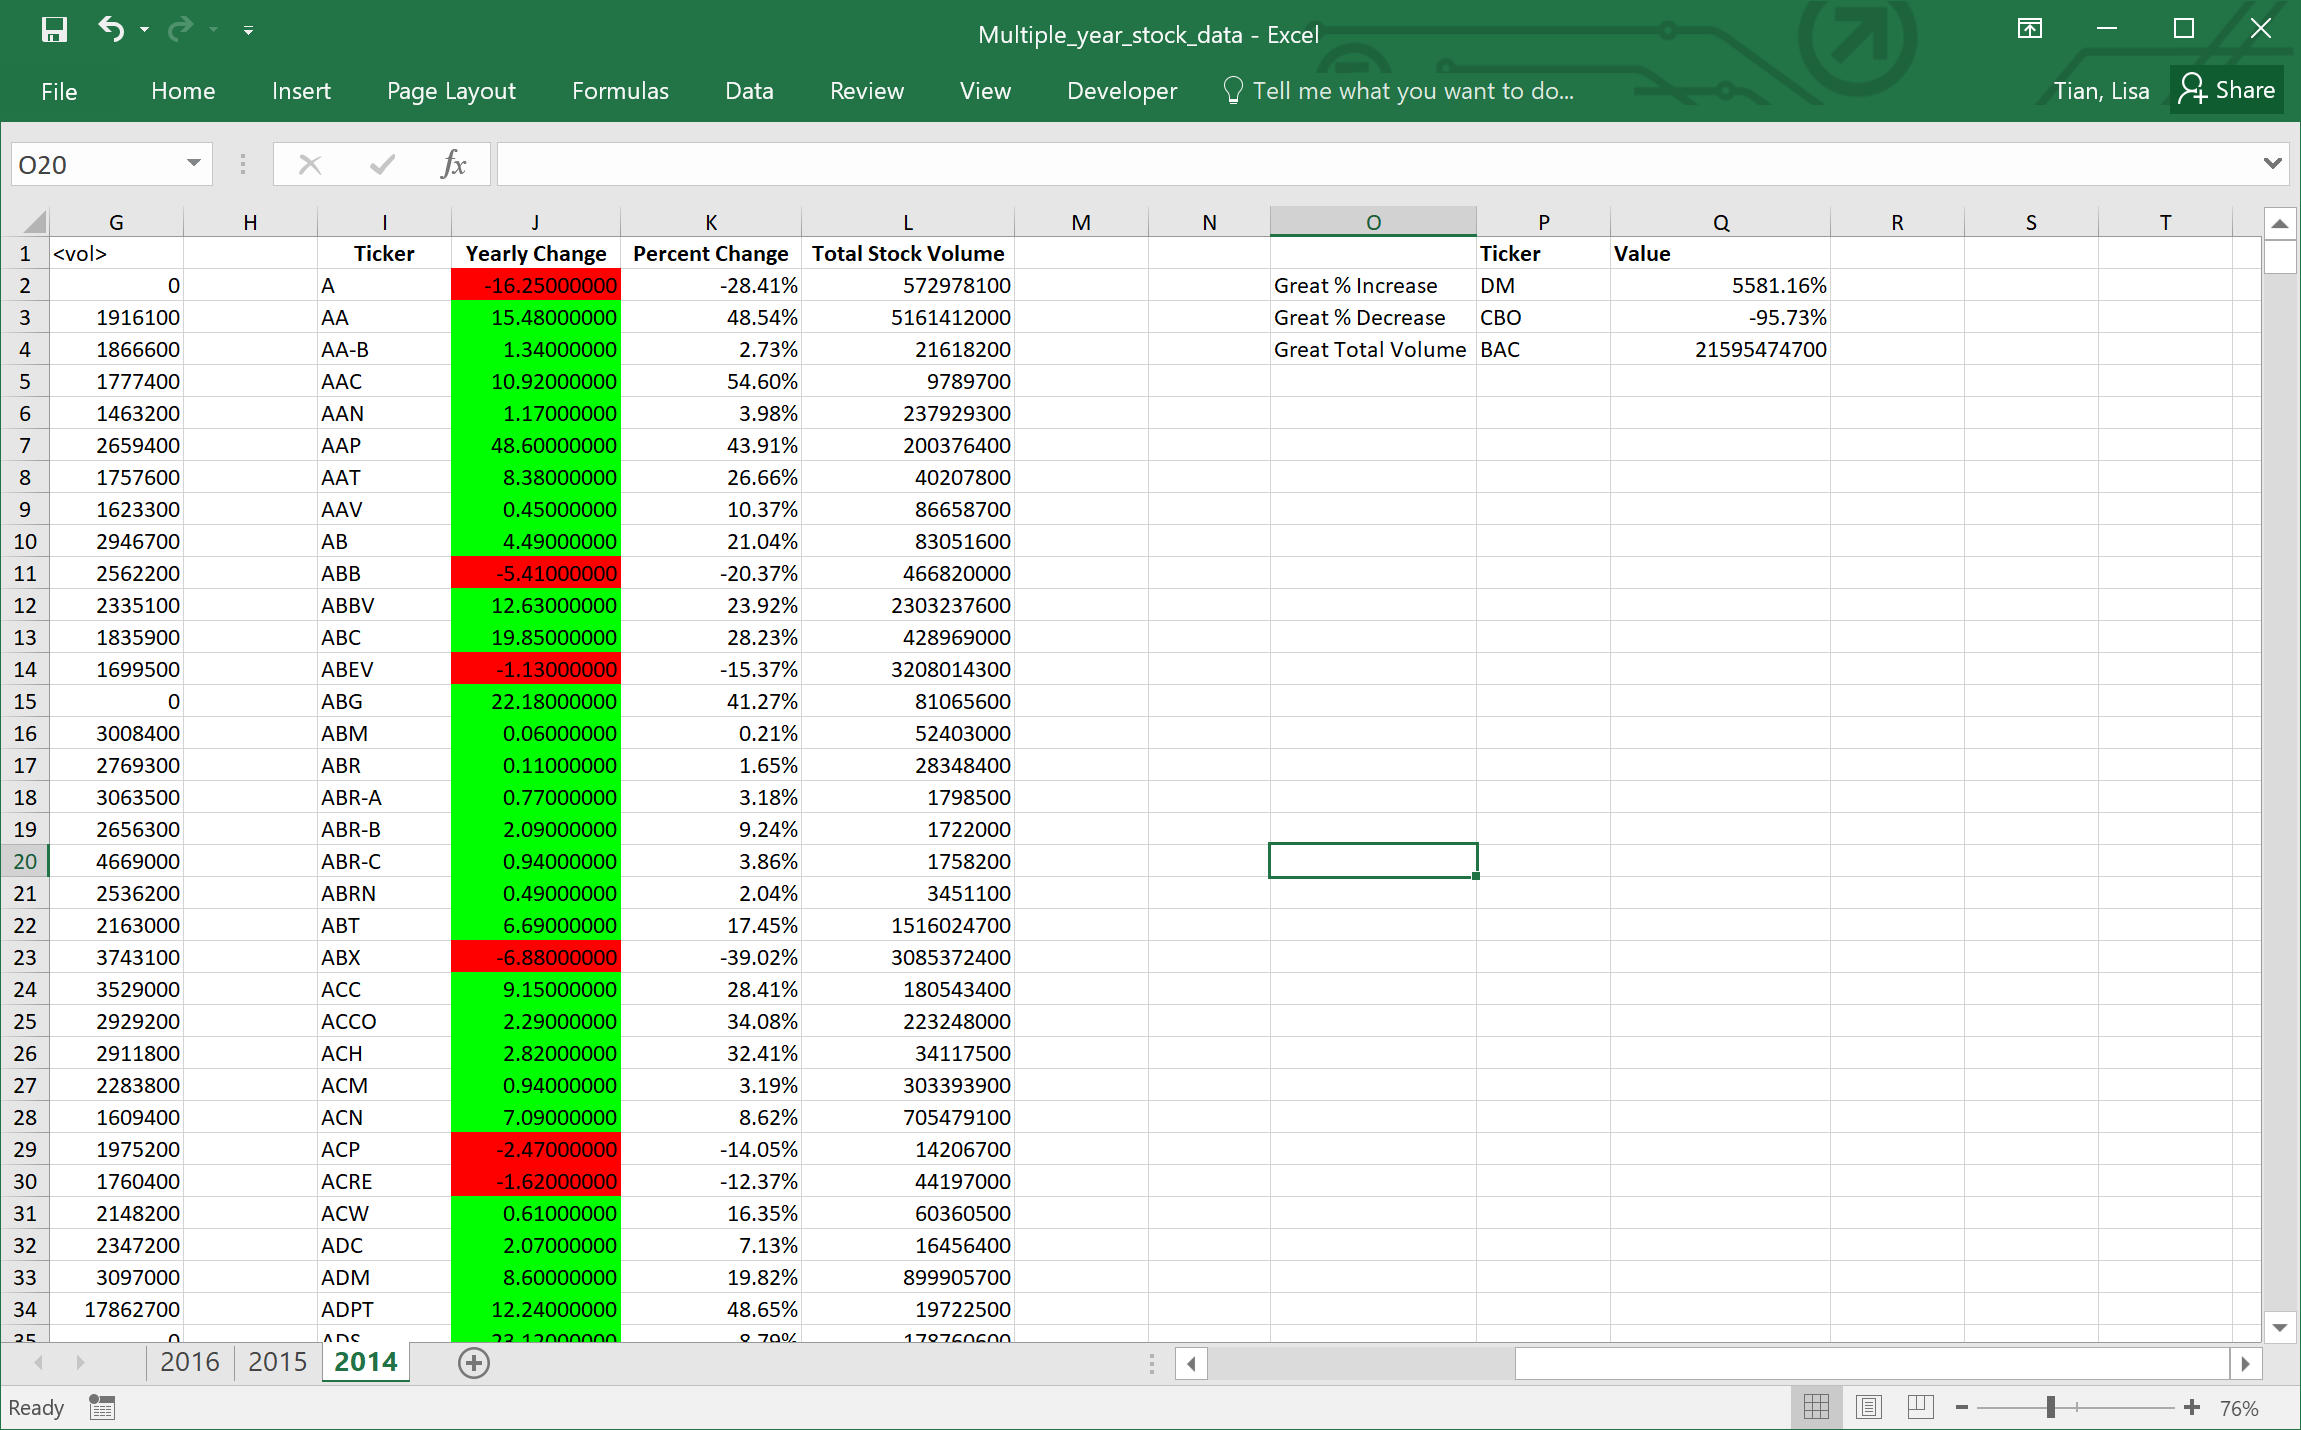 Multiple_year_stock_data - Excel
File Home Insert Page Layout Formulas Data Review View Developer Tell me what you want to do... Tian, Lisa Share
O20 fx
G H I J K L M N O P Q R S T
1 <vol> Ticker Yearly Change Percent Change Total Stock Volume Ticker Value
2 0 A -16.25000000 -28.41% 572978100 Great % Increase DM 5581.16%
3 1916100 AA 15.48000000 48.54% 5161412000 Great % Decrease CBO -95.73%
4 1866600 AA-B 1.34000000 2.73% 21618200 Great Total Volume BAC 21595474700
5 1777400 AAC 10.92000000 54.60% 9789700
6 1463200 AAN 1.17000000 3.98% 237929300
7 2659400 AAP 48.60000000 43.91% 200376400
8 1757600 AAT 8.38000000 26.66% 40207800
9 1623300 AAV 0.45000000 10.37% 86658700
10 2946700 AB 4.49000000 21.04% 83051600
11 2562200 ABB -5.41000000 -20.37% 466820000
12 2335100 ABBV 12.63000000 23.92% 2303237600
13 1835900 ABC 19.85000000 28.23% 428969000
14 1699500 ABEV -1.13000000 -15.37% 3208014300
15 0 ABG 22.18000000 41.27% 81065600
16 3008400 ABM 0.06000000 0.21% 52403000
17 2769300 ABR 0.11000000 1.65% 28348400
18 3063500 ABR-A 0.77000000 3.18% 1798500
19 2656300 ABR-B 2.09000000 9.24% 1722000
20 4669000 ABR-C 0.94000000 3.86% 1758200
21 2536200 ABRN 0.49000000 2.04% 3451100
22 2163000 ABT 6.69000000 17.45% 1516024700
23 3743100 ABX -6.88000000 -39.02% 3085372400
24 3529000 ACC 9.15000000 28.41% 180543400
25 2929200 ACCO 2.29000000 34.08% 223248000
26 2911800 ACH 2.82000000 32.41% 34117500
27 2283800 ACM 0.94000000 3.19% 303393900
28 1609400 ACN 7.09000000 8.62% 705479100
29 1975200 ACP -2.47000000 -14.05% 14206700
30 1760400 ACRE -1.62000000 -12.37% 44197000
31 2148200 ACW 0.61000000 16.35% 60360500
32 2347200 ADC 2.07000000 7.13% 16456400
33 3097000 ADM 8.60000000 19.82% 899905700
34 17862700 ADPT 12.24000000 48.65% 19722500
35 0 ADS 23.12000000 8.79% 178760600
2016 2015 2014
Ready 76%